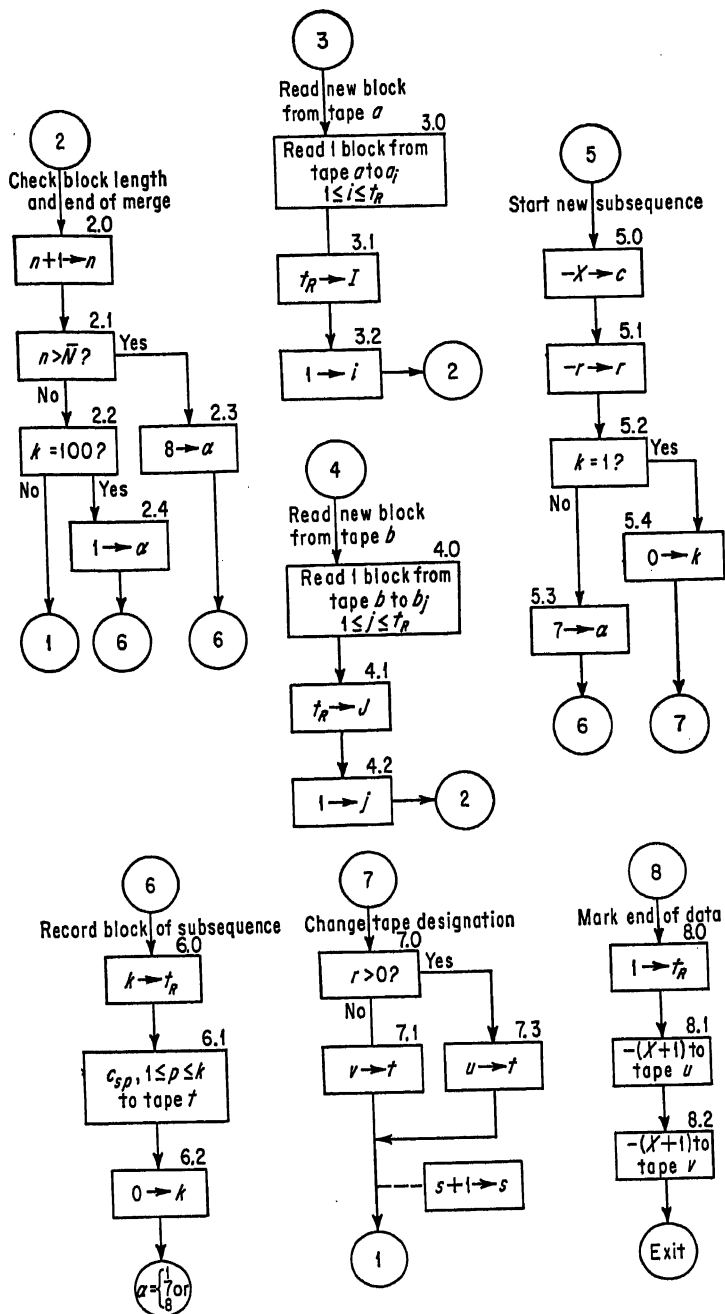 2
Check block length
and end of merge
2.0
n+1→n
2.1
n>N̄?
Yes
No
2.2
k=100?
2.3
8→α
No
Yes
2.4
1→α
1
6
6
3
Read new block
from tape a
3.0
Read 1 block from
tape a to aᵢ
1≤i≤t_R
3.1
t_R→I
3.2
1→i
2
4
Read new block
from tape b
4.0
Read 1 block from
tape b to bⱼ
1≤j≤t_R
4.1
t_R→J
4.2
1→j
2
5
Start new subsequence
5.0
-X→c
5.1
-r→r
5.2
k=1?
Yes
No
5.4
0→k
5.3
7→α
6
7
6
Record block of subsequence
6.0
k→t_R
6.1
c_sp, 1≤p≤k
to tape t
6.2
0→k
α={1
7 or
8
7
Change tape designation
7.0
r>0?
Yes
No
7.1
v→t
7.3
u→t
s+1→s
1
8
Mark end of data
8.0
1→t_R
8.1
-(X+1) to
tape u
8.2
-(X+1) to
tape v
Exit